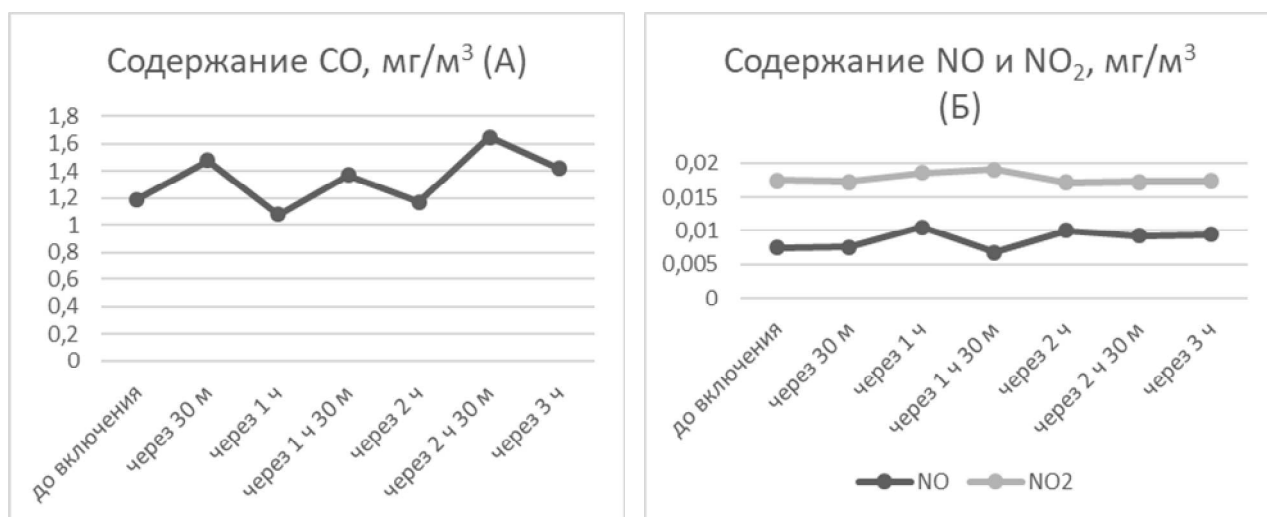 Содержание CO, мг/м³ (А)
1,8
1,6
1,4
1,2
1
0,8
0,6
0,4
0,2
0
до включения
через 30 м
через 1 ч
через 1 ч 30 м
через 2 ч
через 2 ч 30 м
через 3 ч
Содержание NO и NO₂, мг/м³
(Б)
0,02
0,015
0,01
0,005
0
до включения
через 30 м
через 1 ч
через 1 ч 30 м
через 2 ч
через 2 ч 30 м
через 3 ч
NO
NO2